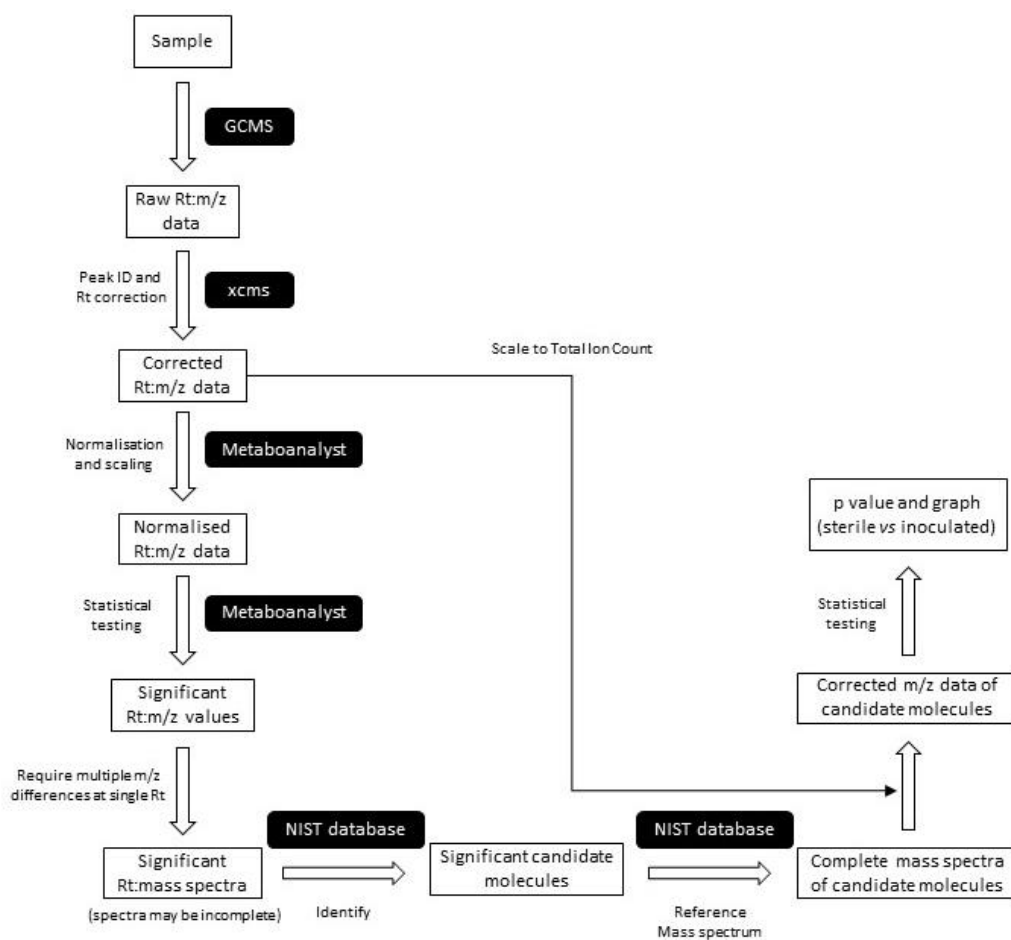 Sample
GCMS
Raw Rt:m/z
data
Peak ID and
Rt correction
xcms
Scale to Total Ion Count
Corrected
Rt:m/z data
Normalisation
and scaling
Metaboanalyst
p value and graph
(sterile vs inoculated)
Normalised
Rt:m/z data
Statistical
testing
Metaboanalyst
Statistical
testing
Significant
Rt:m/z values
Corrected m/z data of
candidate molecules
Require multiple m/z
differences at single Rt
NIST database
NIST database
Significant
Rt:mass spectra
(spectra may be incomplete)
Identify
Significant candidate
molecules
Reference
Mass spectrum
Complete mass spectra
of candidate molecules